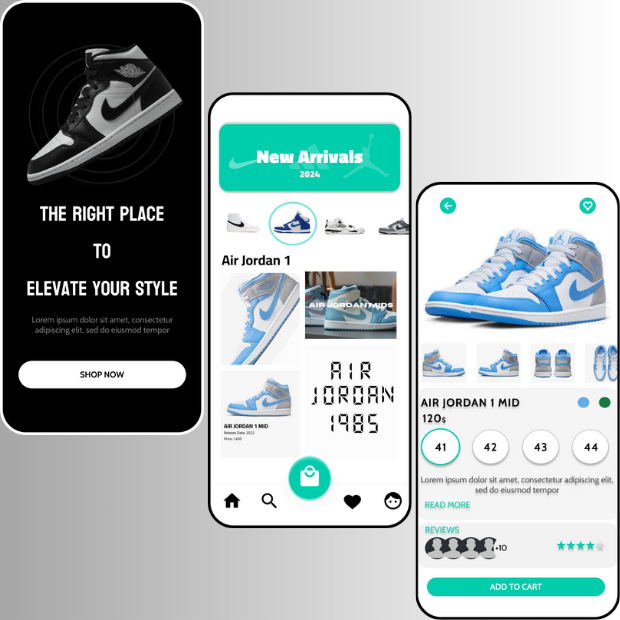 THE RIGHT PLACE
TO
ELEVATE YOUR STYLE
Lorem ipsum dolor sit amet, consectetur
adipiscing elit, sed do eiusmod tempor
SHOP NOW
New Arrivals
2024
Air Jordan 1
AIR JORDAN MIDS
AIR
JORDAN
1985
AIR JORDAN 1 MID
Release Date: 2022
Price: 120$
AIR JORDAN 1 MID
120$
41 42 43 44
Lorem ipsum dolor sit amet, consectetur adipiscing elit,
sed do eiusmod tempor
READ MORE
REVIEWS
+10
ADD TO CART